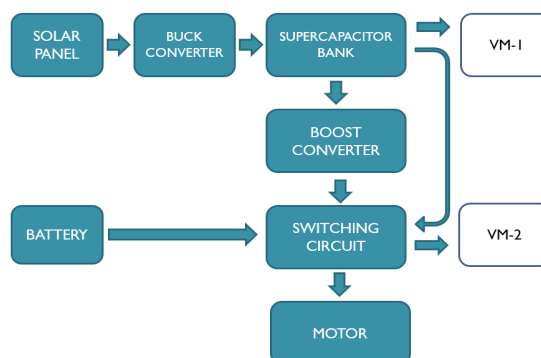 SOLAR
PANEL
BUCK
CONVERTER
SUPERCAPACITOR
BANK
VM-1
BOOST
CONVERTER
BATTERY
SWITCHING
CIRCUIT
VM-2
MOTOR